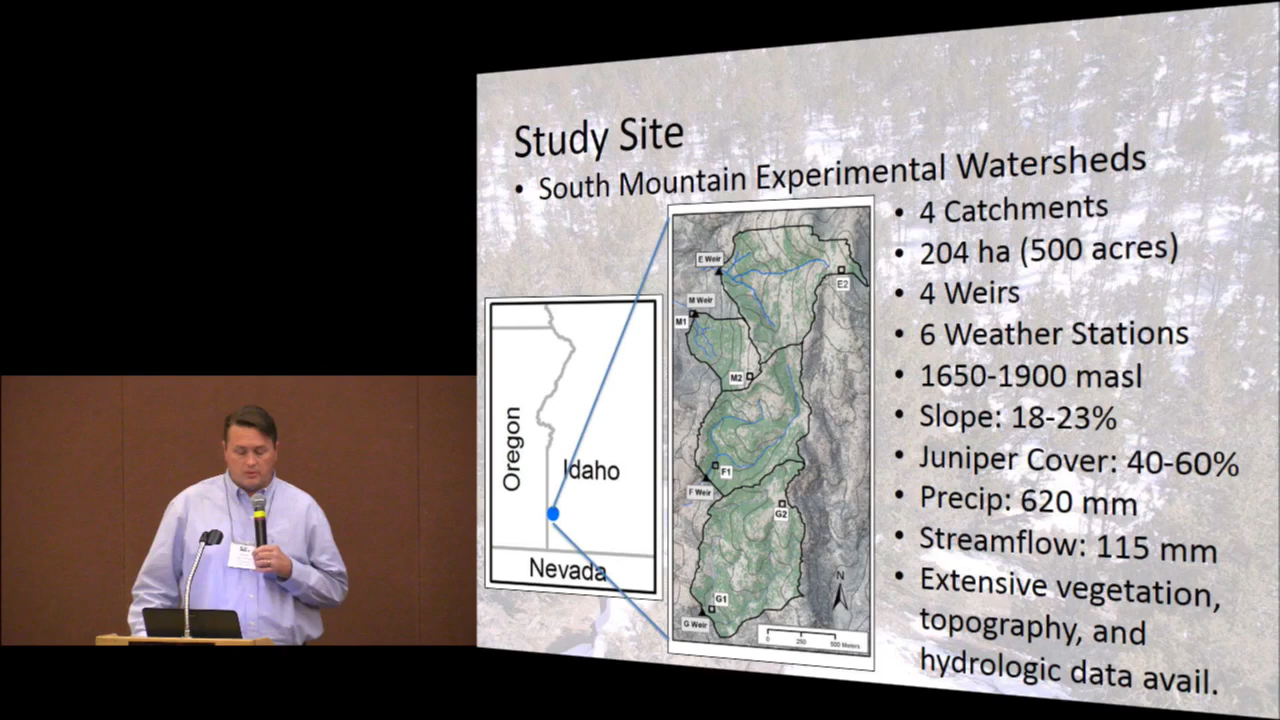 Study Site
• South Mountain Experimental Watersheds
• 4 Catchments
• 204 ha (500 acres)
• 4 Weirs
• 6 Weather Stations
• 1650-1900 masl
• Slope: 18-23%
• Juniper Cover: 40-60%
• Precip: 620 mm
• Streamflow: 115 mm
• Extensive vegetation,
topography, and
hydrologic data avail.
Oregon
Idaho
Nevada
E Weir
E2
M Weir
M1
M2
F1
F Weir
G2
G1
G Weir
N
0 250 500 Meters